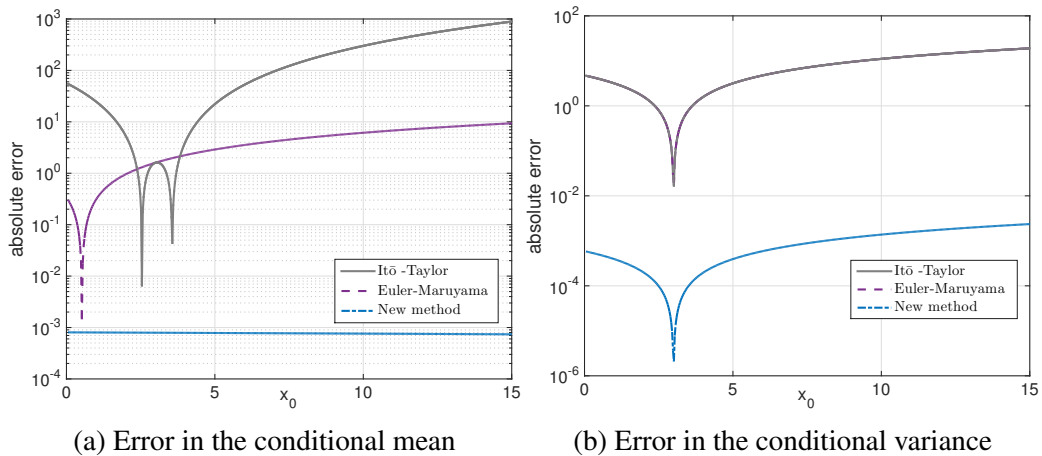 absolute error
10^3
10^2
10^1
10^0
10^-1
10^-2
10^-3
10^-4
0
5
10
15
x_0
Itō -Taylor
Euler-Maruyama
New method
(a) Error in the conditional mean
absolute error
10^2
10^0
10^-2
10^-4
10^-6
0
5
10
15
x_0
Itō -Taylor
Euler-Maruyama
New method
(b) Error in the conditional variance